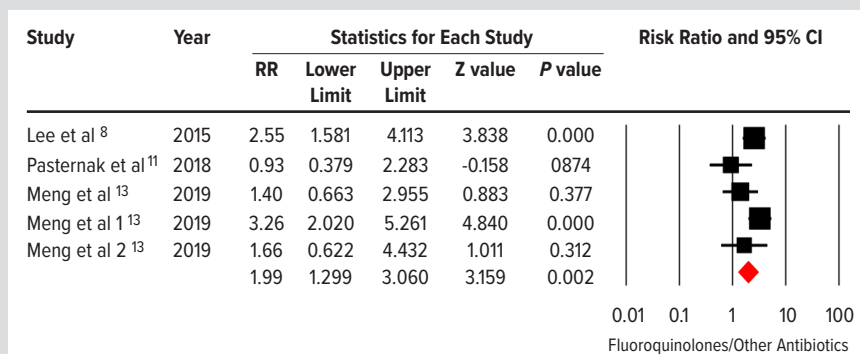 Study Year Statistics for Each Study Risk Ratio and 95% CI
RR Lower Limit Upper Limit Z value P value
Lee et al 8 2015 2.55 1.581 4.113 3.838 0.000
Pasternak et al 11 2018 0.93 0.379 2.283 -0.158 0874
Meng et al 13 2019 1.40 0.663 2.955 0.883 0.377
Meng et al 1 13 2019 3.26 2.020 5.261 4.840 0.000
Meng et al 2 13 2019 1.66 0.622 4.432 1.011 0.312
1.99 1.299 3.060 3.159 0.002
0.01 0.1 1 10 100
Fluoroquinolones/Other Antibiotics